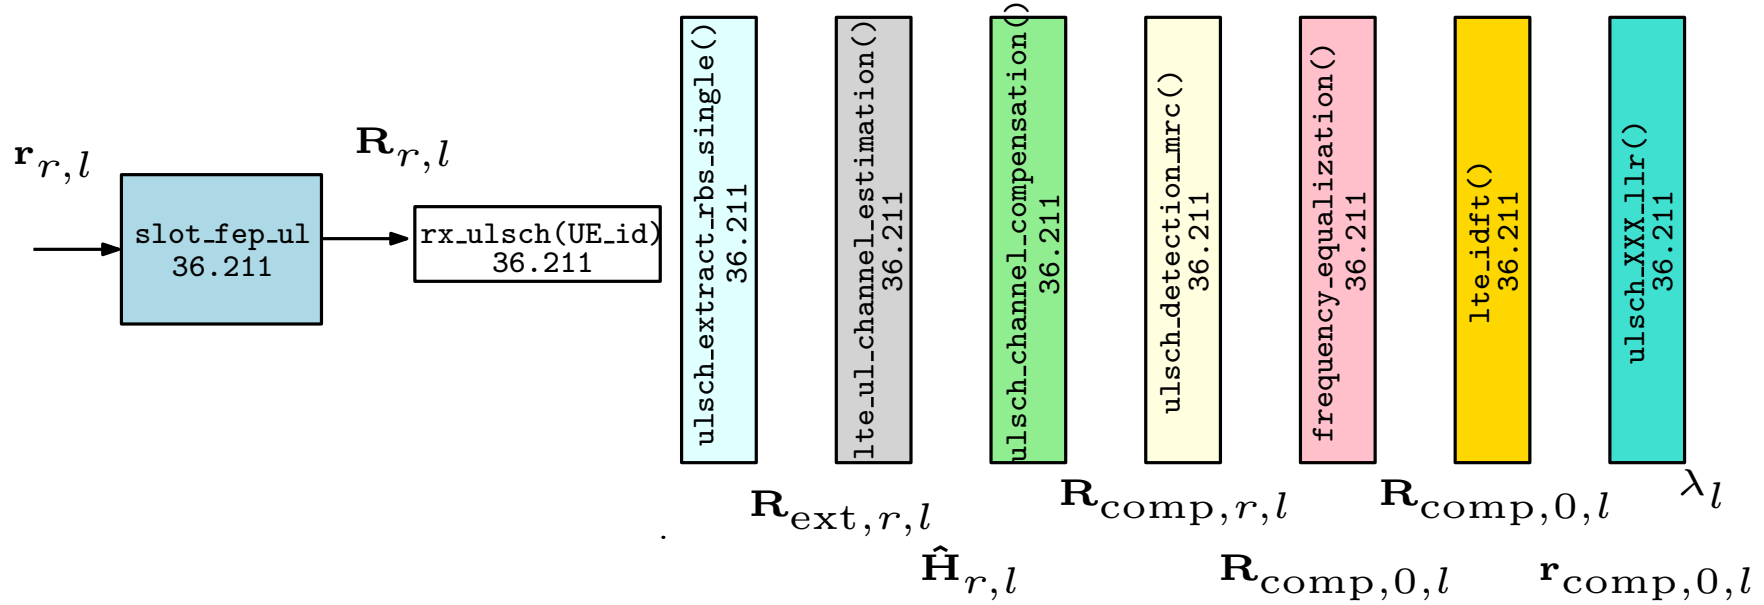 r_{r,l}
slot_fep_ul
36.211
R_{r,l}
rx_ulsch(UE_id)
36.211
ulsch_extract_rbs_single()
36.211
lte_ul_channel_estimation()
36.211
ulsch_channel_compensation()
36.211
ulsch_detection_mrc()
36.211
frequency_equalization()
36.211
lte_idft()
36.211
ulsch_XXX_llr()
36.211
R_{ext,r,l}
Ĥ_{r,l}
R_{comp,r,l}
R_{comp,0,l}
R_{comp,0,l}
r_{comp,0,l}
λ_l
.